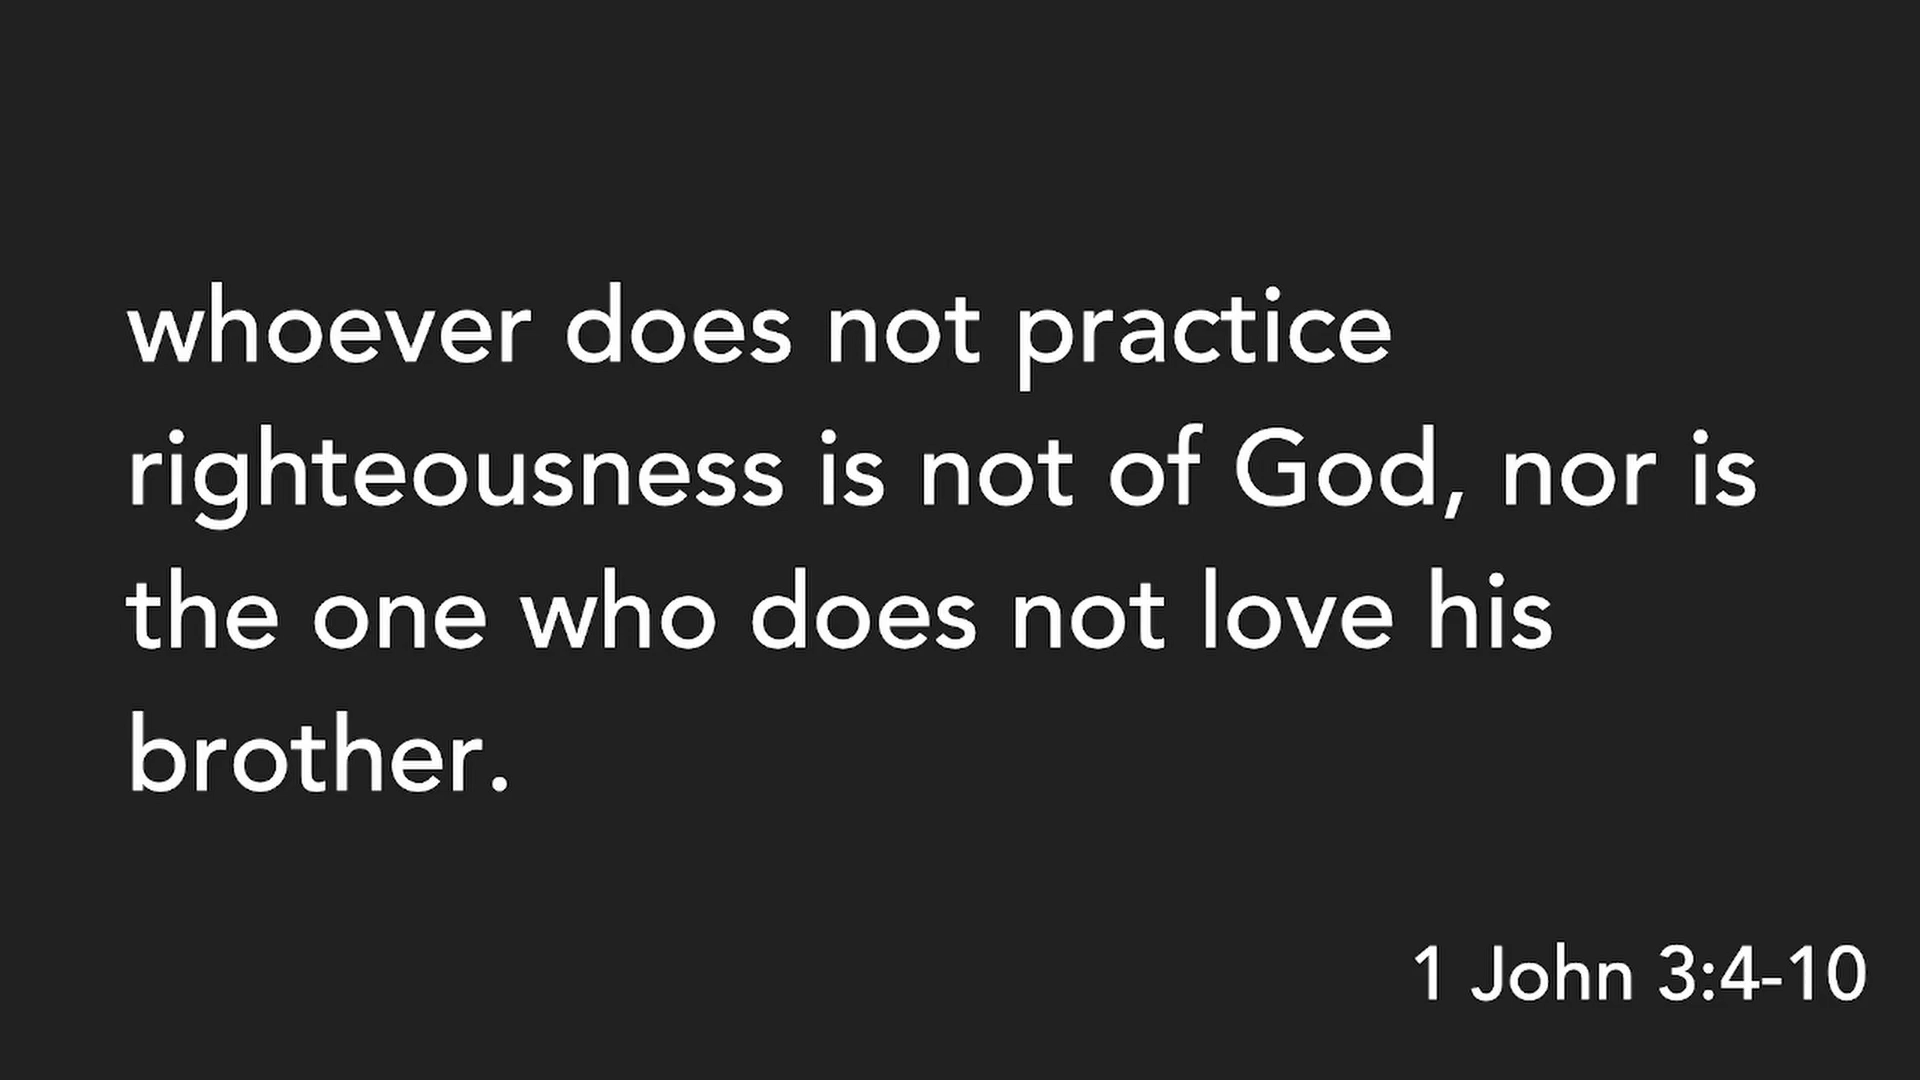 whoever does not practice
righteousness is not of God, nor is
the one who does not love his
brother.
1 John 3:4-10